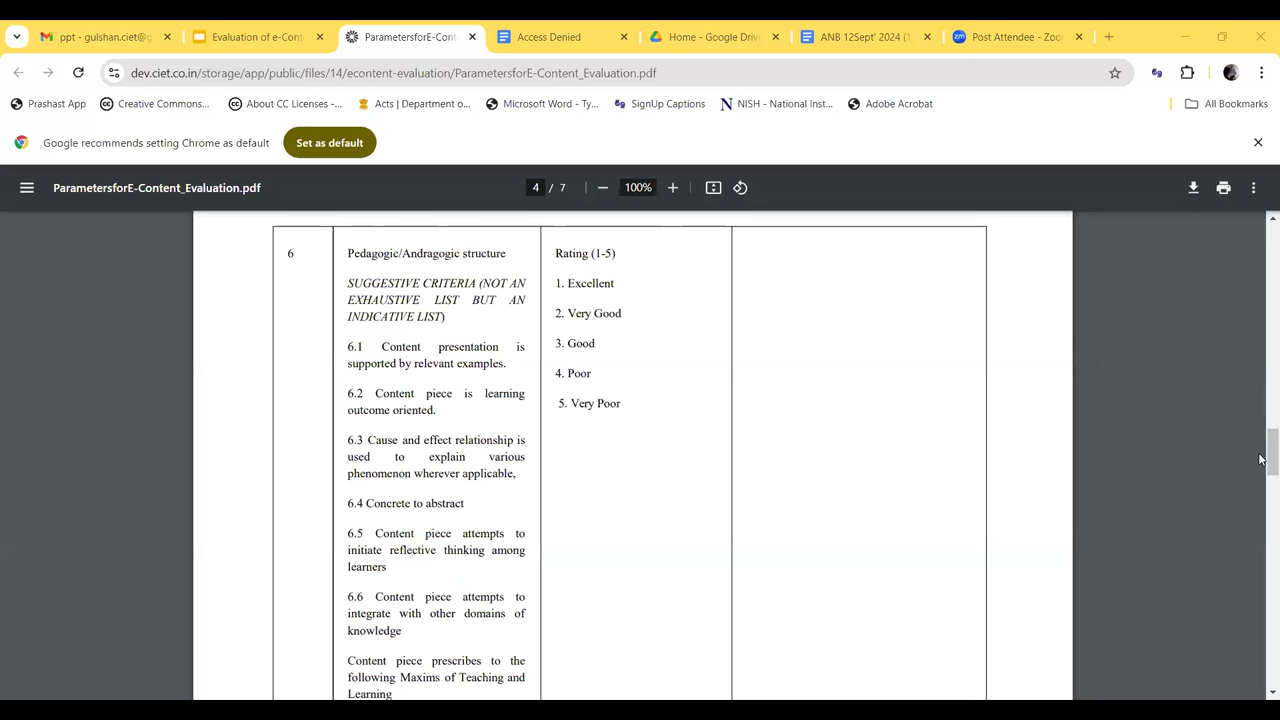 ppt - gulshan.ciet@g
Evaluation of e-Cont
ParametersforE-Cont
Access Denied
Home - Google Driv
ANB 12Sept' 2024 (1
Post Attendee - Zoo
dev.ciet.co.in/storage/app/public/files/14/econtent-evaluation/ParametersforE-Content_Evaluation.pdf
Prashast App
Creative Commons...
About CC Licenses -...
Acts | Department o...
Microsoft Word - Ty...
SignUp Captions
NISH - National Inst...
Adobe Acrobat
All Bookmarks
Google recommends setting Chrome as default
Set as default
ParametersforE-Content_Evaluation.pdf
4 / 7
100%
6
Pedagogic/Andragogic structure
SUGGESTIVE CRITERIA (NOT AN
EXHAUSTIVE LIST BUT AN
INDICATIVE LIST)
6.1 Content presentation is
supported by relevant examples.
6.2 Content piece is learning
outcome oriented.
6.3 Cause and effect relationship is
used to explain various
phenomenon wherever applicable,
6.4 Concrete to abstract
6.5 Content piece attempts to
initiate reflective thinking among
learners
6.6 Content piece attempts to
integrate with other domains of
knowledge
Content piece prescribes to the
following Maxims of Teaching and
Learning
Rating (1-5)
1. Excellent
2. Very Good
3. Good
4. Poor
5. Very Poor